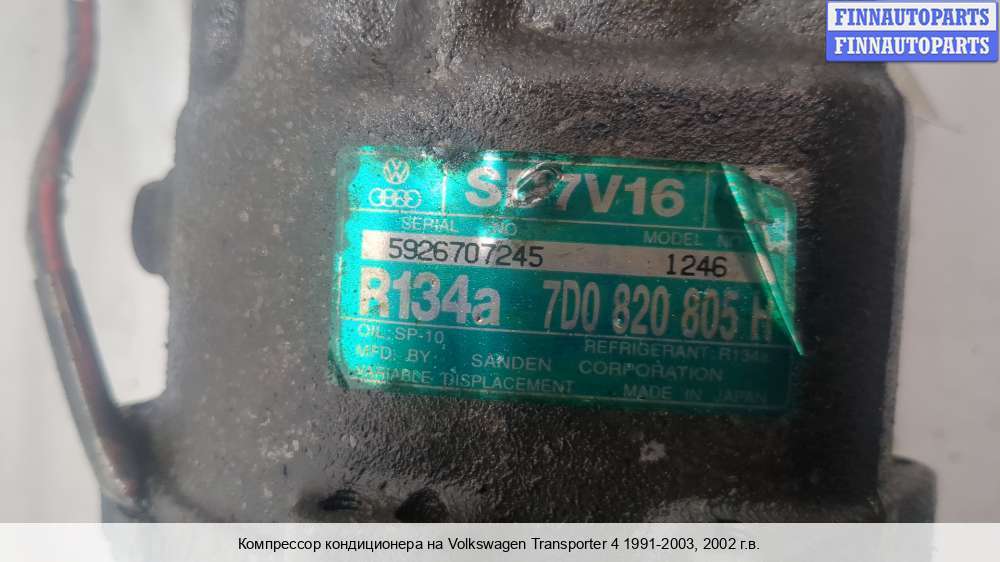 FINNAUTOPARTS
FINNAUTOPARTS
7V16
SERIAL NO.
MODEL NO.
5926707245 1246
R134a 7D0 820 805 H
OIL: SP-10 REFRIGERANT: R134a
MFD. BY: SANDEN CORPORATION
VARIABLE DISPLACEMENT MADE IN JAPAN
Компрессор кондиционера на Volkswagen Transporter 4 1991-2003, 2002 г.в.